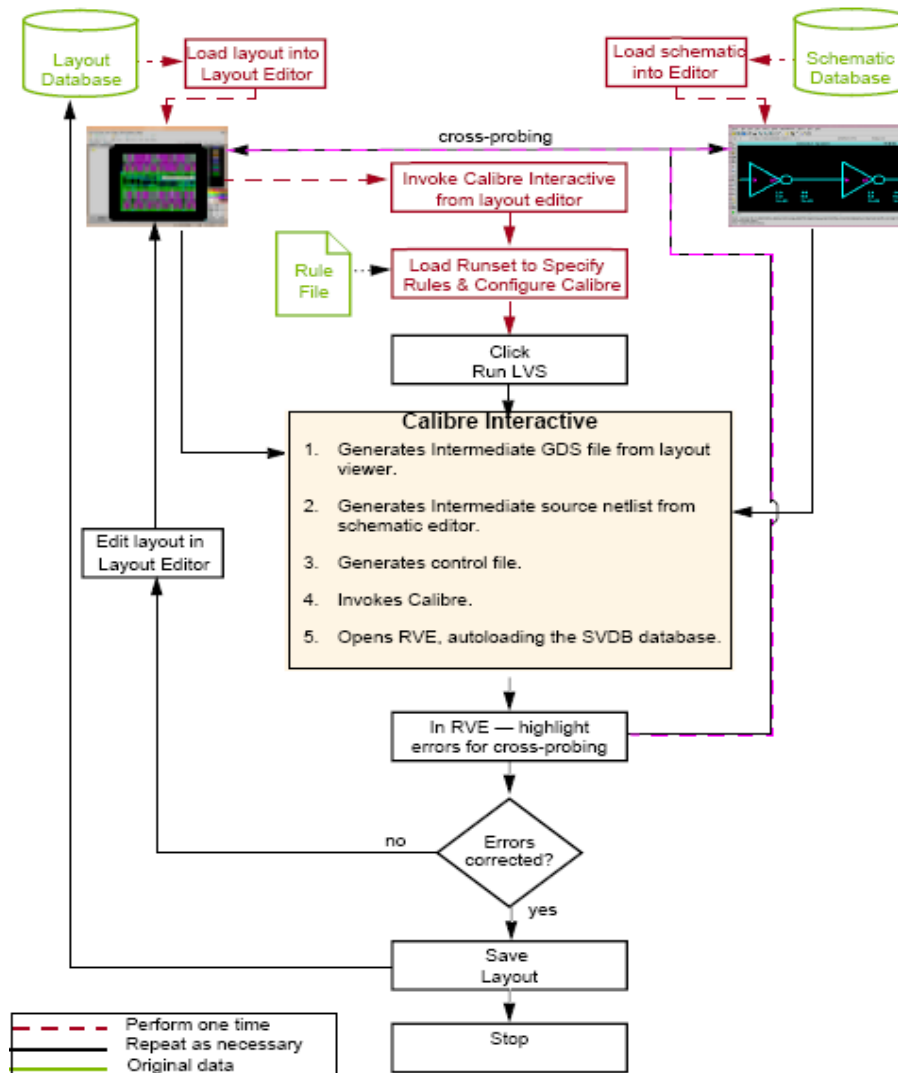 Layout
Database
Load layout into
Layout Editor
Load schematic
into Editor
Schematic
Database
cross-probing
Invoke Calibre Interactive
from layout editor
Rule
File
Load Runset to Specify
Rules & Configure Calibre
Click
Run LVS
Calibre Interactive
1. Generates Intermediate GDS file from layout
viewer.
2. Generates Intermediate source netlist from
schematic editor.
3. Generates control file.
4. Invokes Calibre.
5. Opens RVE, autoloading the SVDB database.
Edit layout in
Layout Editor
In RVE — highlight
errors for cross-probing
no
Errors
corrected?
yes
Save
Layout
Stop
Perform one time
Repeat as necessary
Original data